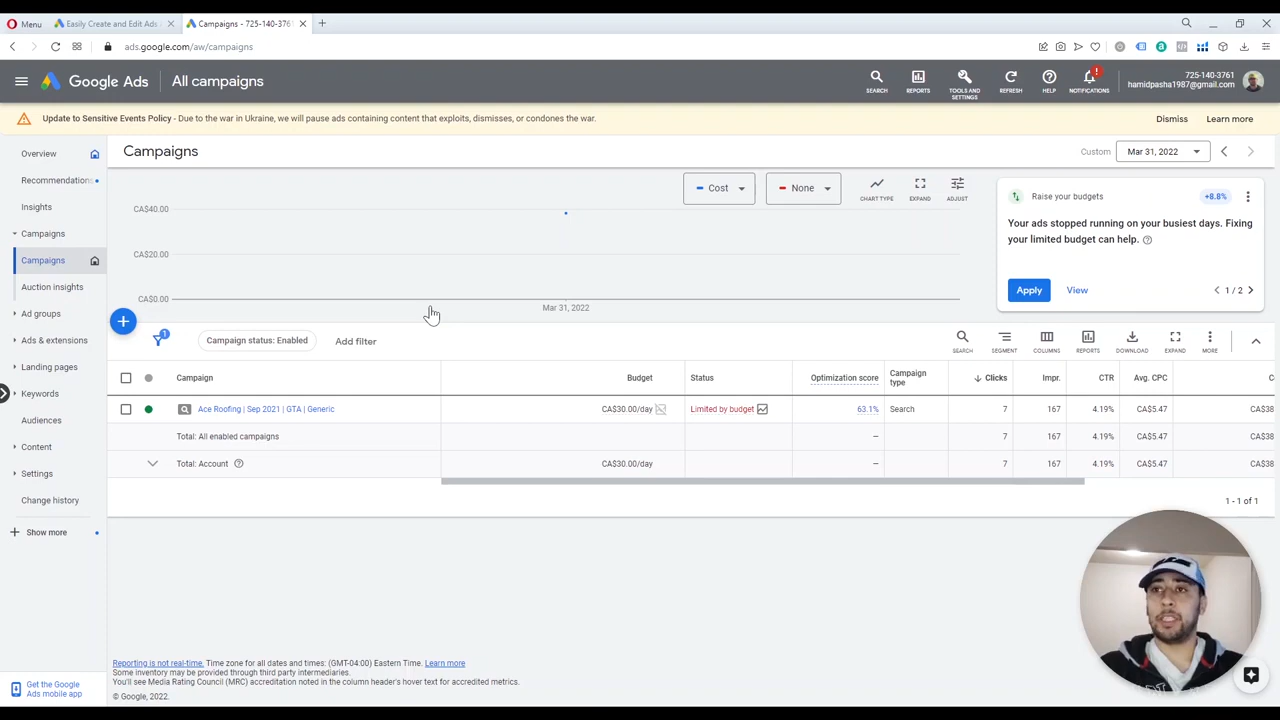 Menu
Easily Create and Edit Ads
Campaigns - 725-140-3761
ads.google.com/aw/campaigns
Google Ads
All campaigns
SEARCH
REPORTS
TOOLS AND
SETTINGS
REFRESH
HELP
!
NOTIFICATIONS
725-140-3761
hamidpasha1987@gmail.com
Update to Sensitive Events Policy - Due to the war in Ukraine, we will pause ads containing content that exploits, dismisses, or condones the war.
Dismiss
Learn more
Overview
Recommendations
Insights
Campaigns
Campaigns
Auction insights
Ad groups
Ads & extensions
Landing pages
Keywords
Audiences
Content
Settings
Change history
Show more
Get the Google
Ads mobile app
Campaigns
Custom
Mar 31, 2022
Cost
None
CHART TYPE
EXPAND
ADJUST
CA$40.00
CA$20.00
CA$0.00
Mar 31, 2022
Raise your budgets
+8.8%
Your ads stopped running on your busiest days. Fixing
your limited budget can help.
Apply
View
1 / 2
1
Campaign status: Enabled
Add filter
SEARCH
SEGMENT
COLUMNS
REPORTS
DOWNLOAD
EXPAND
MORE
Campaign
Budget
Status
Optimization score
Campaign
type
Clicks
Impr.
CTR
Avg. CPC
C
Ace Roofing | Sep 2021 | GTA | Generic
CA$30.00/day
Limited by budget
63.1%
Search
7
167
4.19%
CA$5.47
CA$38
Total: All enabled campaigns
–
7
167
4.19%
CA$5.47
CA$38
Total: Account
CA$30.00/day
–
7
167
4.19%
CA$5.47
CA$38
1 - 1 of 1
Reporting is not real-time. Time zone for all dates and times: (GMT-04:00) Eastern Time. Learn more
Some inventory may be provided through third party intermediaries.
You'll see Media Rating Council (MRC) accreditation noted in the column header's hover text for accredited metrics.
© Google, 2022.